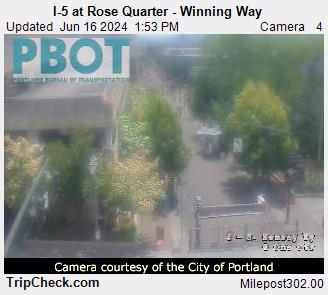 I-5 at Rose Quarter - Winning Way
Updated Jun 16 2024 1:53 PM Camera 4
PBOT
PORTLAND BUREAU OF TRANSPORTATION
Camera courtesy of the City of Portland
TripCheck.com Milepost302.00